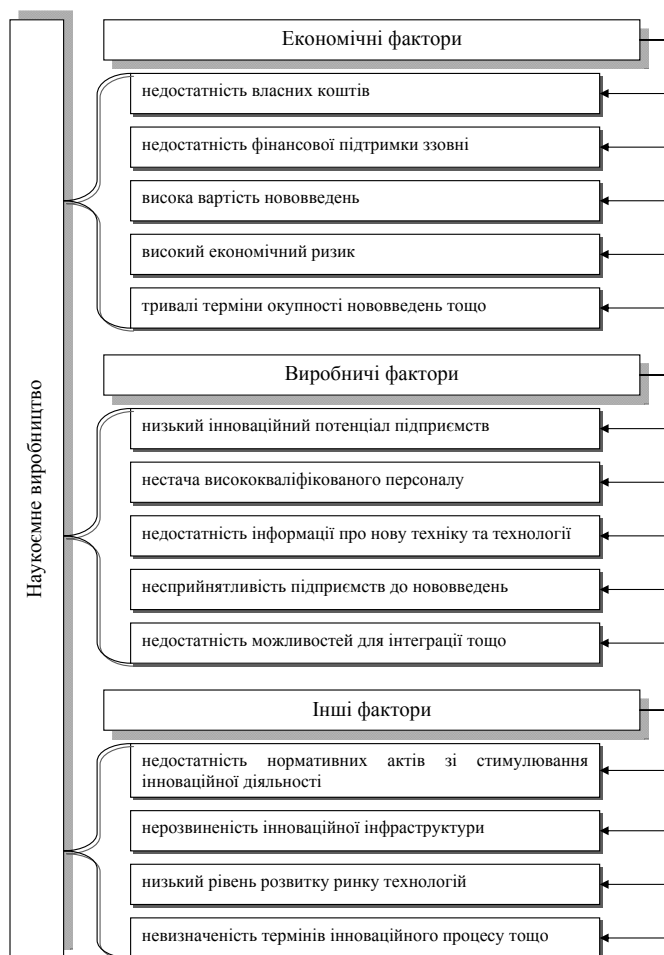 Наукоємне виробництво
Економічні фактори
недостатність власних коштів
недостатність фінансової підтримки ззовні
висока вартість нововведень
високий економічний ризик
тривалі терміни окупності нововведень тощо
Виробничі фактори
низький інноваційний потенціал підприємств
нестача висококваліфікованого персоналу
недостатність інформації про нову техніку та технології
несприйнятливість підприємств до нововведень
недостатність можливостей для інтеграції тощо
Інші фактори
недостатність нормативних актів зі стимулювання
інноваційної діяльності
нерозвиненість інноваційної інфраструктури
низький рівень розвитку ринку технологій
невизначеність термінів інноваційного процесу тощо